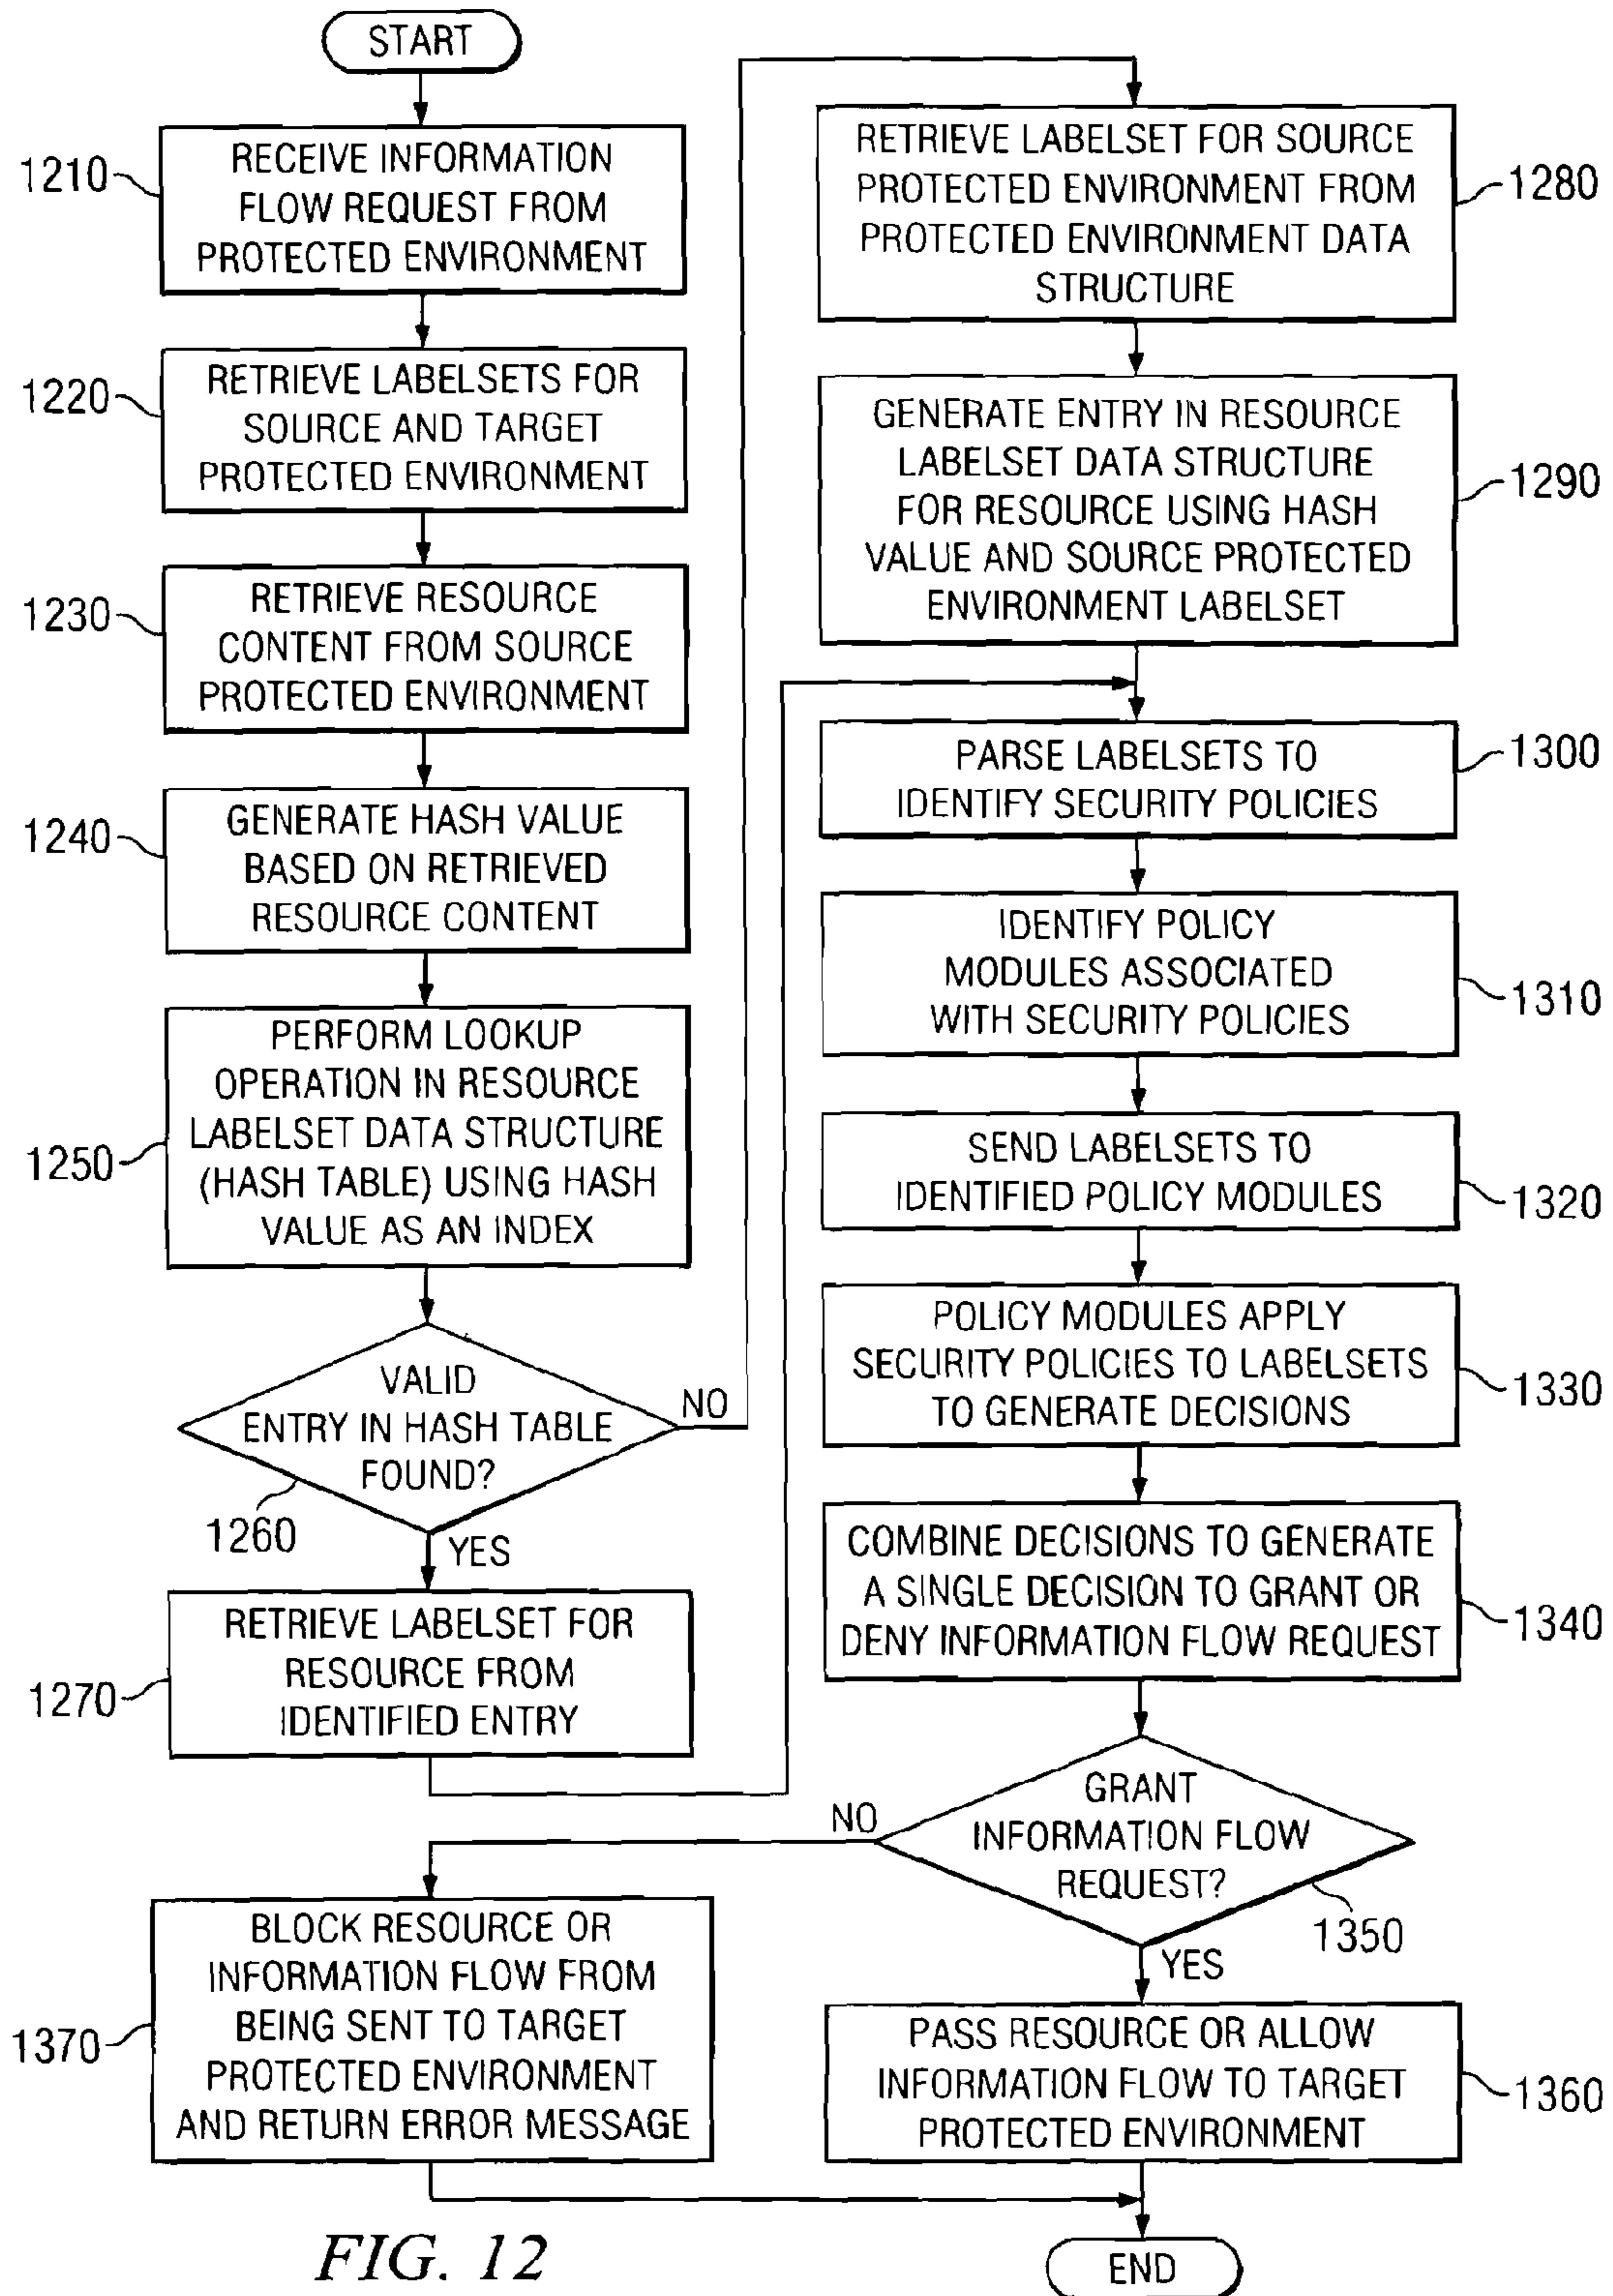 START
1210
RECEIVE INFORMATION
FLOW REQUEST FROM
PROTECTED ENVIRONMENT
1220
RETRIEVE LABELSETS FOR
SOURCE AND TARGET
PROTECTED ENVIRONMENT
1230
RETRIEVE RESOURCE
CONTENT FROM SOURCE
PROTECTED ENVIRONMENT
1240
GENERATE HASH VALUE
BASED ON RETRIEVED
RESOURCE CONTENT
1250
PERFORM LOOKUP
OPERATION IN RESOURCE
LABELSET DATA STRUCTURE
(HASH TABLE) USING HASH
VALUE AS AN INDEX
VALID
ENTRY IN HASH TABLE
FOUND?
NO
1260
YES
1270
RETRIEVE LABELSET FOR
RESOURCE FROM
IDENTIFIED ENTRY
RETRIEVE LABELSET FOR SOURCE
PROTECTED ENVIRONMENT FROM
PROTECTED ENVIRONMENT DATA
STRUCTURE
1280
GENERATE ENTRY IN RESOURCE
LABELSET DATA STRUCTURE
FOR RESOURCE USING HASH
VALUE AND SOURCE PROTECTED
ENVIRONMENT LABELSET
1290
PARSE LABELSETS TO
IDENTIFY SECURITY POLICIES
1300
IDENTIFY POLICY
MODULES ASSOCIATED
WITH SECURITY POLICIES
1310
SEND LABELSETS TO
IDENTIFIED POLICY MODULES
1320
POLICY MODULES APPLY
SECURITY POLICIES TO LABELSETS
TO GENERATE DECISIONS
1330
COMBINE DECISIONS TO GENERATE
A SINGLE DECISION TO GRANT OR
DENY INFORMATION FLOW REQUEST
1340
GRANT
INFORMATION FLOW
REQUEST?
NO
1350
YES
1370
BLOCK RESOURCE OR
INFORMATION FLOW FROM
BEING SENT TO TARGET
PROTECTED ENVIRONMENT
AND RETURN ERROR MESSAGE
PASS RESOURCE OR ALLOW
INFORMATION FLOW TO TARGET
PROTECTED ENVIRONMENT
1360
END
FIG. 12